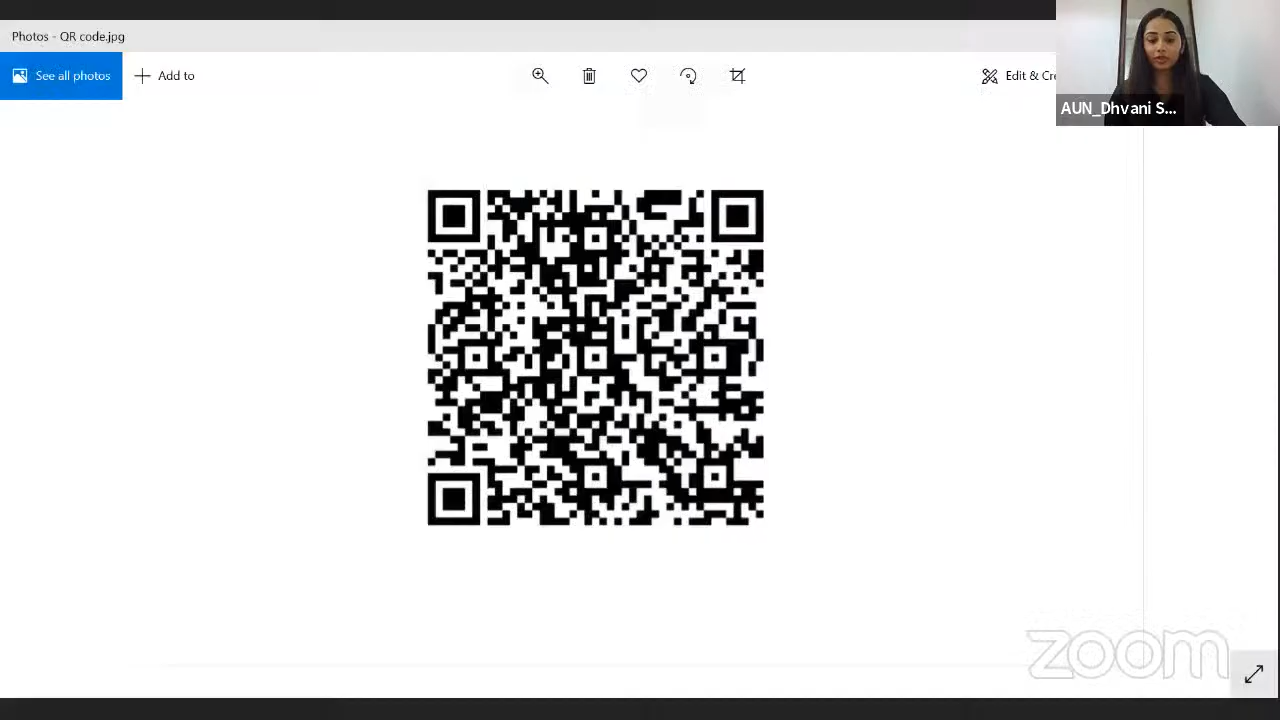 Photos - QR code.jpg
See all photos
Add to
Edit & Cre
AUN_Dhvani S...
zoom